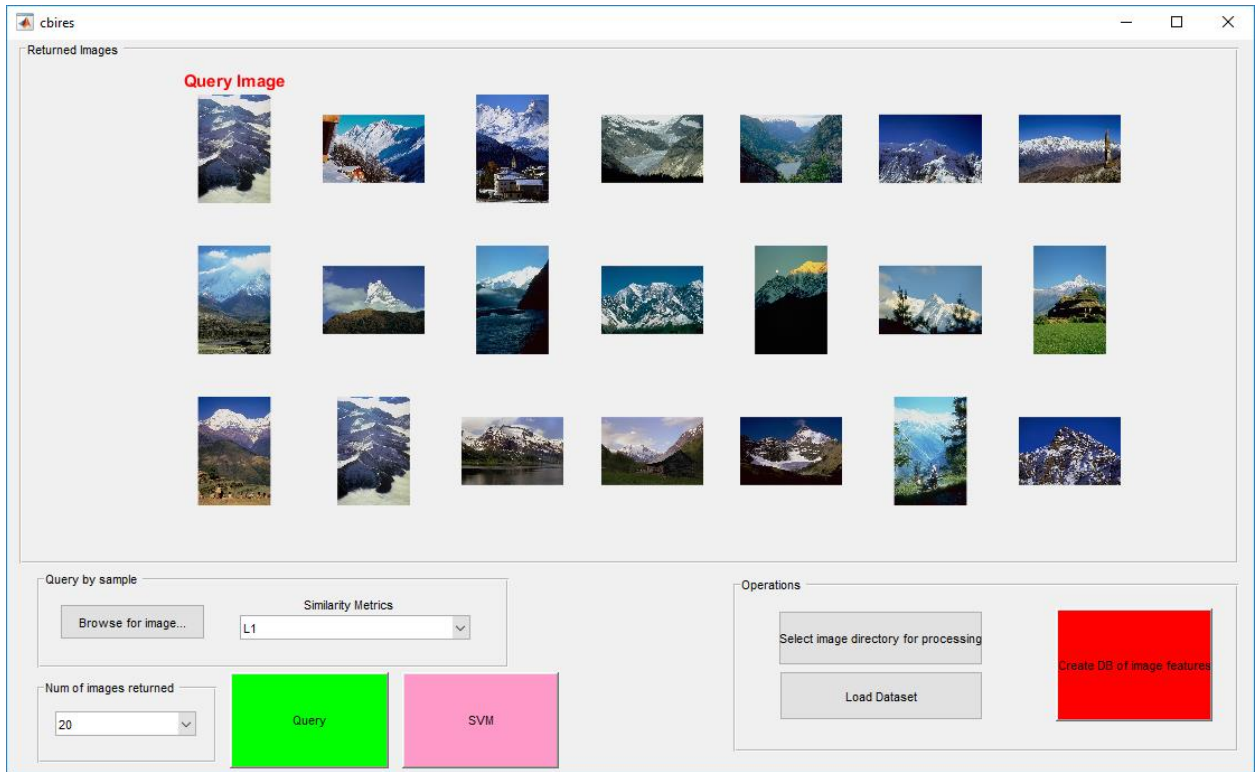 cbires
Returned Images
Query Image
Query by sample
Browse for image...
Similarity Metrics
L1
Num of images returned
20
Query
SVM
Operations
Select image directory for processing
Load Dataset
Create DB of image features